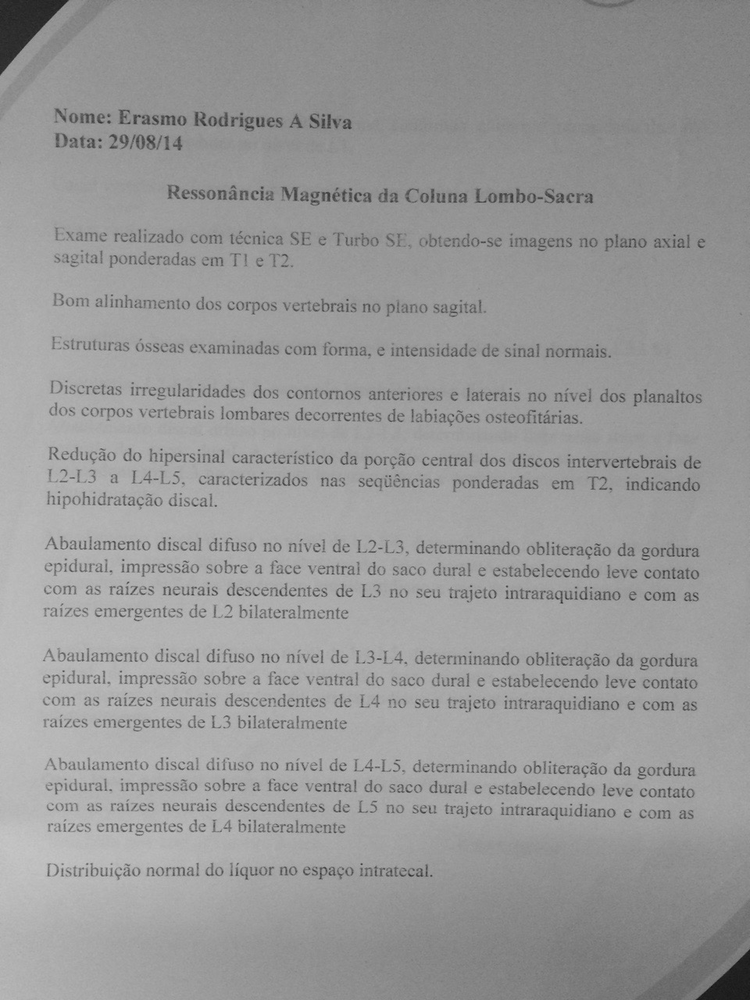 Nome: Erasmo Rodrigues A Silva
Data: 29/08/14
Ressonância Magnética da Coluna Lombo-Sacra
Exame realizado com técnica SE e Turbo SE, obtendo-se imagens no plano axial e
sagital ponderadas em T1 e T2.
Bom alinhamento dos corpos vertebrais no plano sagital.
Estruturas ósseas examinadas com forma, e intensidade de sinal normais.
Discretas irregularidades dos contornos anteriores e laterais no nível dos planaltos
dos corpos vertebrais lombares decorrentes de labiações osteofitárias.
Redução do hipersinal característico da porção central dos discos intervertebrais de
L2-L3 a L4-L5, caracterizados nas seqüências ponderadas em T2, indicando
hipohidratação discal.
Abaulamento discal difuso no nível de L2-L3, determinando obliteração da gordura
epidural, impressão sobre a face ventral do saco dural e estabelecendo leve contato
com as raízes neurais descendentes de L3 no seu trajeto intraraquidiano e com as
raízes emergentes de L2 bilateralmente
Abaulamento discal difuso no nível de L3-L4, determinando obliteração da gordura
epidural, impressão sobre a face ventral do saco dural e estabelecendo leve contato
com as raízes neurais descendentes de L4 no seu trajeto intraraquidiano e com as
raízes emergentes de L3 bilateralmente
Abaulamento discal difuso no nível de L4-L5, determinando obliteração da gordura
epidural, impressão sobre a face ventral do saco dural e estabelecendo leve contato
com as raízes neurais descendentes de L5 no seu trajeto intraraquidiano e com as
raízes emergentes de L4 bilateralmente
Distribuição normal do líquor no espaço intratecal.